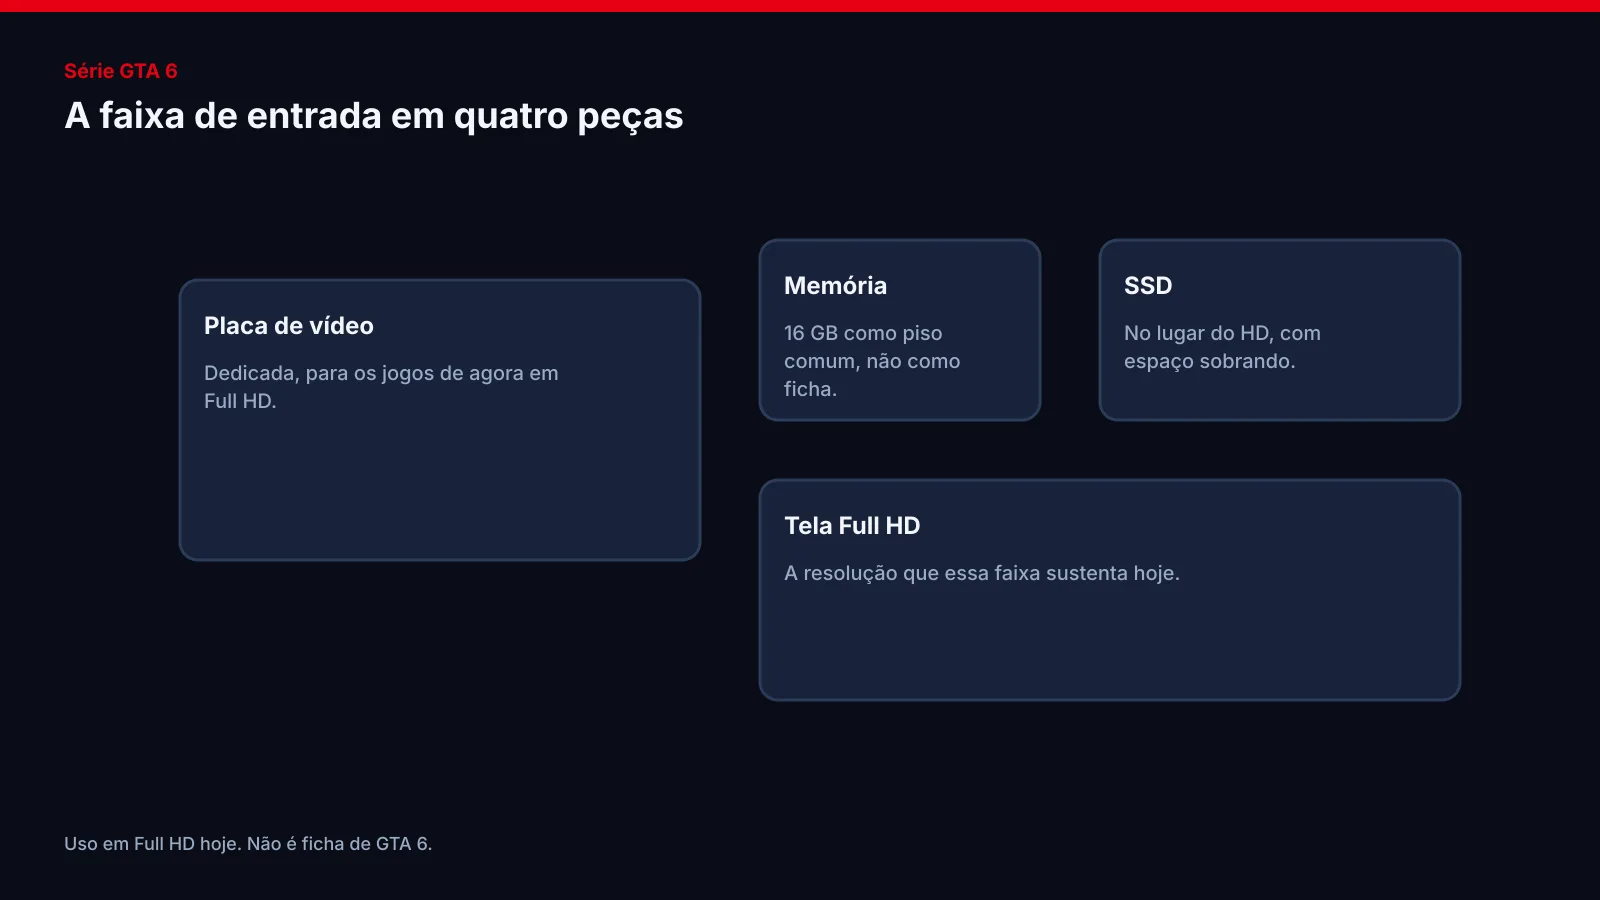 Série GTA 6
A faixa de entrada em quatro peças
Placa de vídeo
Dedicada, para os jogos de agora em
Full HD.
Memória
16 GB como piso
comum, não como
ficha.
SSD
No lugar do HD, com
espaço sobrando.
Tela Full HD
A resolução que essa faixa sustenta hoje.
Uso em Full HD hoje. Não é ficha de GTA 6.